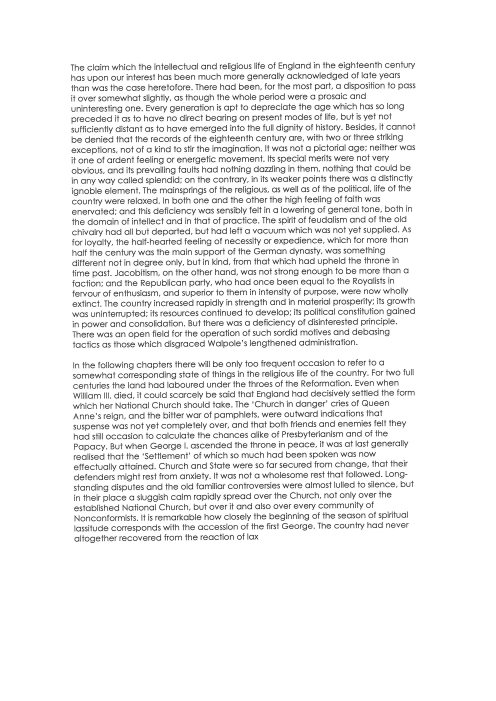 The claim which the intellectual and religious life of England in the eighteenth century
has upon our interest has been much more generally acknowledged of late years
than was the case heretofore. There had been, for the most part, a disposition to pass
it over somewhat slightly, as though the whole period were a prosaic and
uninteresting one. Every generation is apt to depreciate the age which has so long
preceded it as to have no direct bearing on present modes of life, but is yet not
sufficiently distant as to have emerged into the full dignity of history. Besides, it cannot
be denied that the records of the eighteenth century are, with two or three striking
exceptions, not of a kind to stir the imagination. It was not a pictorial age; neither was
it one of ardent feeling or energetic movement. Its special merits were not very
obvious, and its prevailing faults had nothing dazzling in them, nothing that could be
in any way called splendid; on the contrary, in its weaker points there was a distinctly
ignoble element. The mainsprings of the religious, as well as of the political, life of the
country were relaxed. In both one and the other the high feeling of faith was
enervated; and this deficiency was sensibly felt in a lowering of general tone, both in
the domain of intellect and in that of practice. The spirit of feudalism and of the old
chivalry had all but departed, but had left a vacuum which was not yet supplied. As
for loyalty, the half-hearted feeling of necessity or expedience, which for more than
half the century was the main support of the German dynasty, was something
different not in degree only, but in kind, from that which had upheld the throne in
time past. Jacobitism, on the other hand, was not strong enough to be more than a
faction; and the Republican party, who had once been equal to the Royalists in
fervour of enthusiasm, and superior to them in intensity of purpose, were now wholly
extinct. The country increased rapidly in strength and in material prosperity; its growth
was uninterrupted; its resources continued to develop; its political constitution gained
in power and consolidation. But there was a deficiency of disinterested principle.
There was an open field for the operation of such sordid motives and debasing
tactics as those which disgraced Walpole's lengthened administration.
In the following chapters there will be only too frequent occasion to refer to a
somewhat corresponding state of things in the religious life of the country. For two full
centuries the land had laboured under the throes of the Reformation. Even when
William III. died, it could scarcely be said that England had decisively settled the form
which her National Church should take. The 'Church in danger' cries of Queen
Anne's reign, and the bitter war of pamphlets, were outward indications that
suspense was not yet completely over, and that both friends and enemies felt they
had still occasion to calculate the chances alike of Presbyterianism and of the
Papacy. But when George I. ascended the throne in peace, it was at last generally
realised that the 'Settlement' of which so much had been spoken was now
effectually attained. Church and State were so far secured from change, that their
defenders might rest from anxiety. It was not a wholesome rest that followed. Long-
standing disputes and the old familiar controversies were almost lulled to silence, but
in their place a sluggish calm rapidly spread over the Church, not only over the
established National Church, but over it and also over every community of
Nonconformists. It is remarkable how closely the beginning of the season of spiritual
lassitude corresponds with the accession of the first George. The country had never
altogether recovered from the reaction of lax